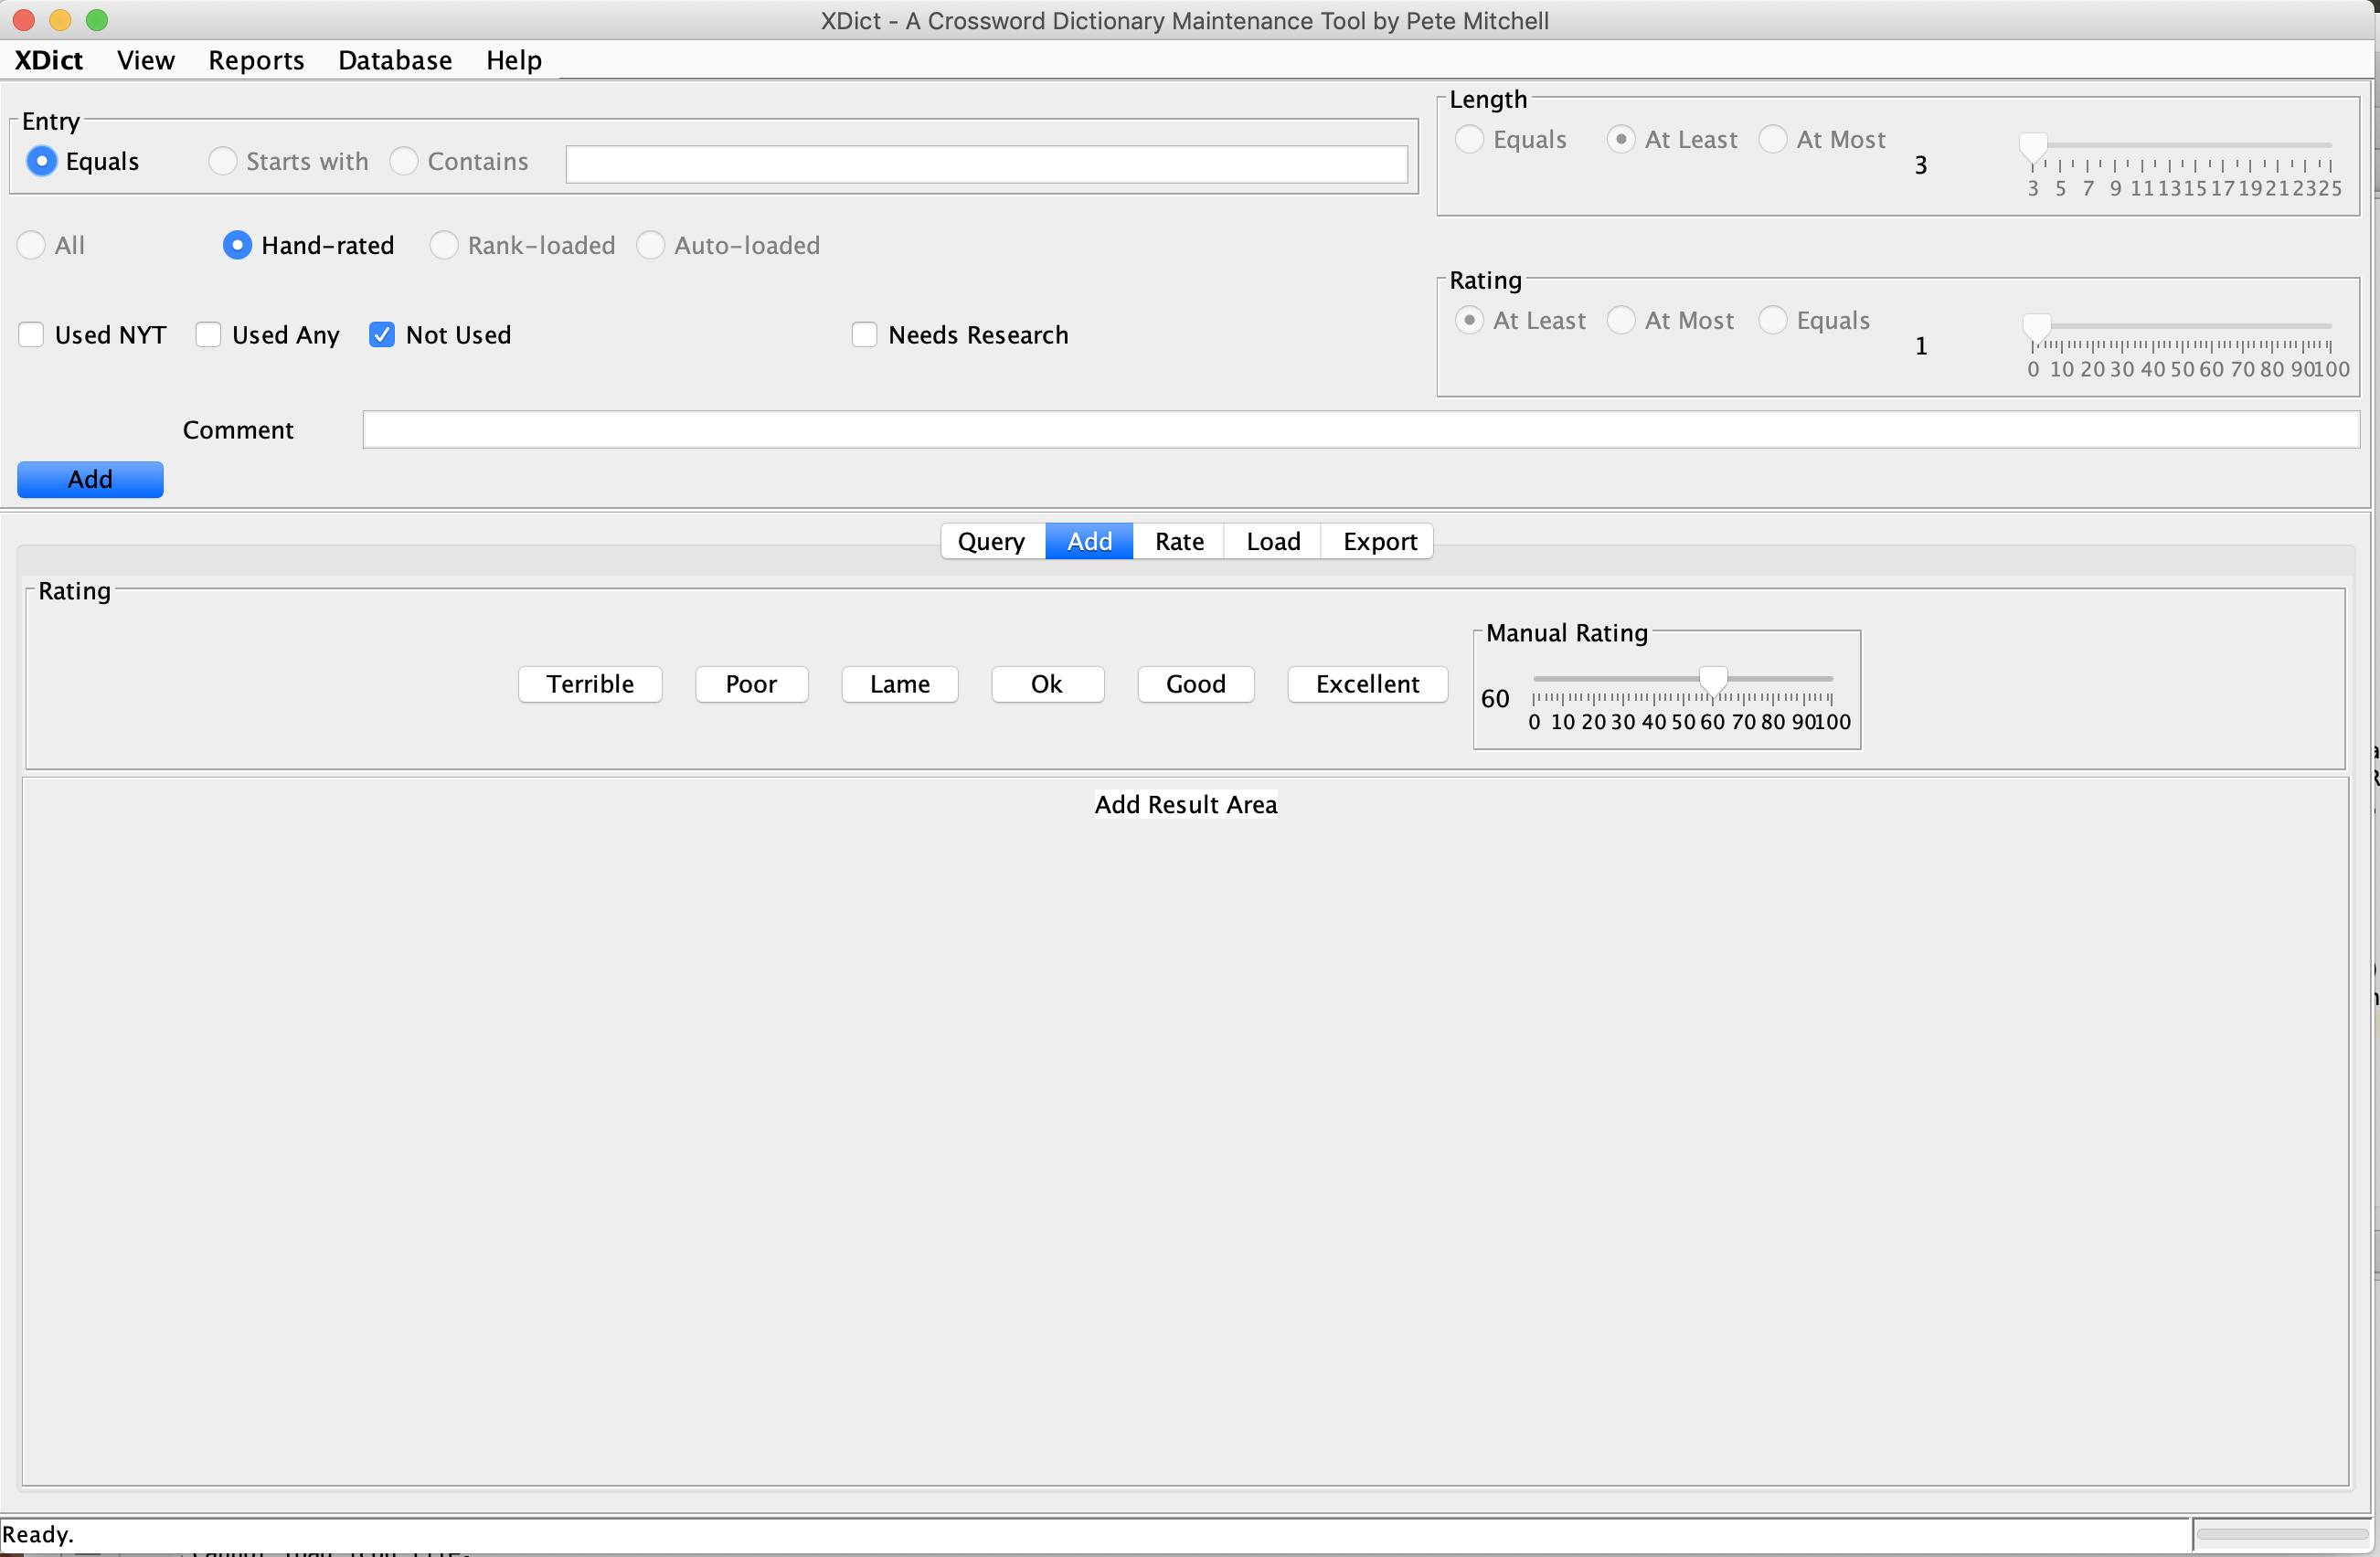 XDict - A Crossword Dictionary Maintenance Tool by Pete Mitchell
XDict View Reports Database Help
Entry
Equals Starts with Contains
Length
Equals At Least At Most 3
3 5 7 9 11 13 15 17 19 21 23 25
All Hand-rated Rank-loaded Auto-loaded
Rating
At Least At Most Equals 1
0 10 20 30 40 50 60 70 80 90 100
Used NYT Used Any Not Used Needs Research
Comment
Add
Query Add Rate Load Export
Rating
Terrible Poor Lame Ok Good Excellent
Manual Rating
60
0 10 20 30 40 50 60 70 80 90 100
Add Result Area
Ready.